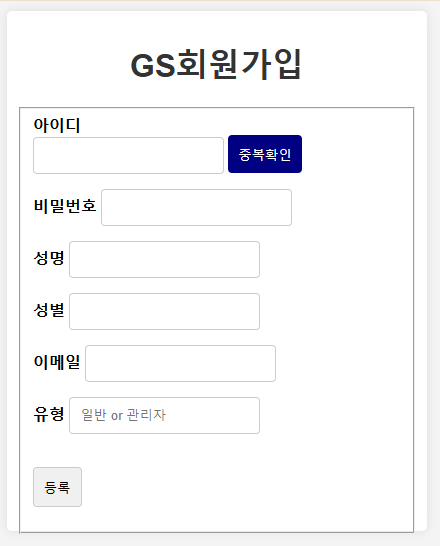 GS회원가입
아이디
중복확인
비밀번호
성명
성별
이메일
유형 일반 or 관리자
등록